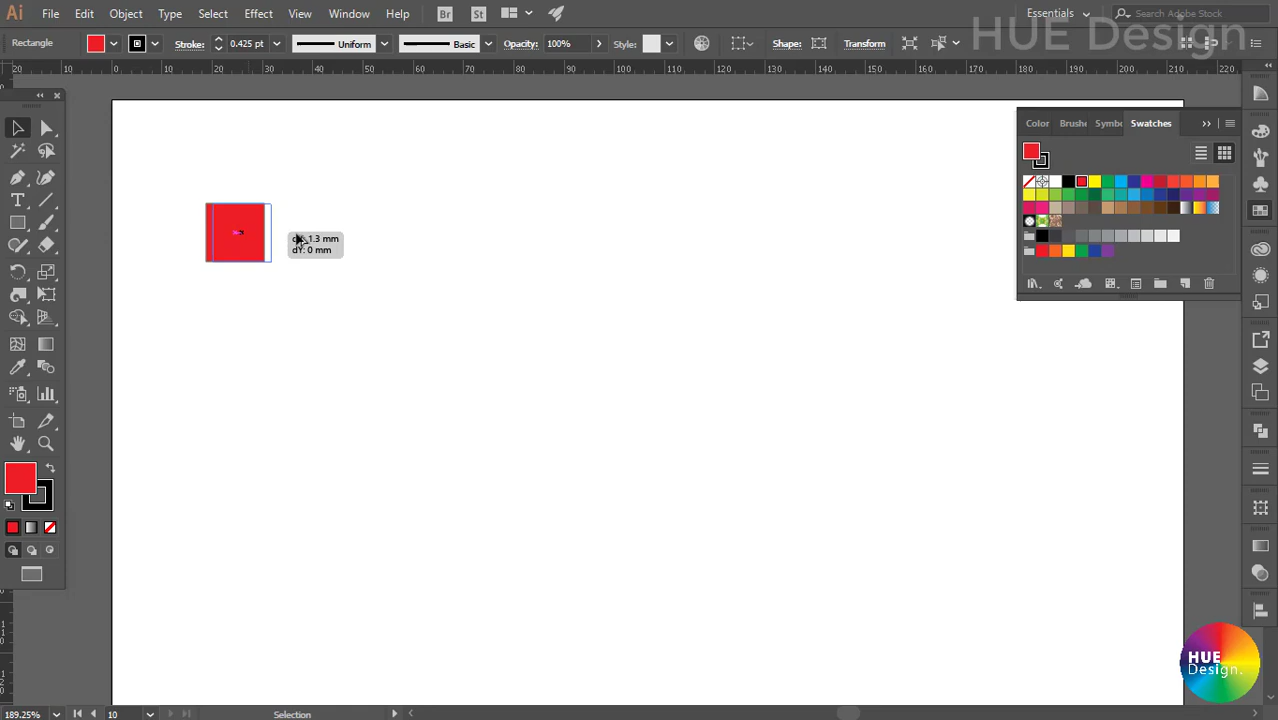 Ai File Edit Object Type Select Effect View Window Help Br St Essentials Search Adobe Stock
HUE Design
Rectangle Stroke: 0.425 pt Uniform Basic Opacity: 100% Style: Shape: Transform
20 10 0 10 20 30 40 50 60 70 80 90 100 110 120 130 140 150 160 170 180 190 200 210 220
Color Brushe Symbo Swatches
1.3 mm
dY: 0 mm
HUE
Design.
189.25% 10 Selection